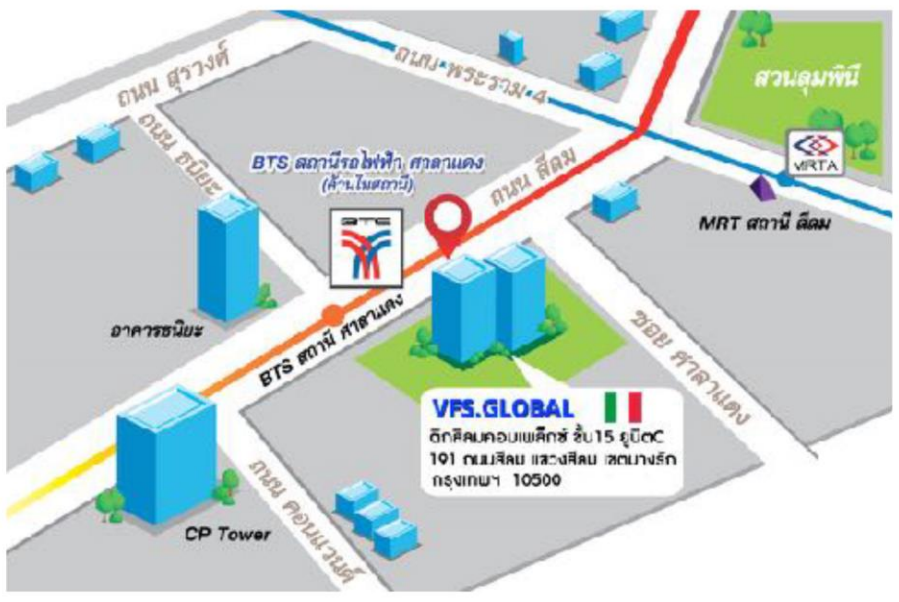 ถนน สุรวงศ์
ถนน พระราม 4
สวนลุมพินี
ถนน ธนิยะ
BTS สถานีรถไฟฟ้า ศาลาแดง
(ด้านในสถานี)
ถนน สีลม
MRTA
MRT สถานี สีลม
BTS
อาคารธนิยะ
BTS สถานี ศาลาแดง
ซอย ศาลาแดง
VFS.GLOBAL
ตึกสีลมคอมเพล็กซ์ ชั้น15 ยูนิตC
191 ถนนสีลม แขวงสีลม เขตบางรัก
กรุงเทพฯ 10500
ถนน คอนแวนต์
CP Tower